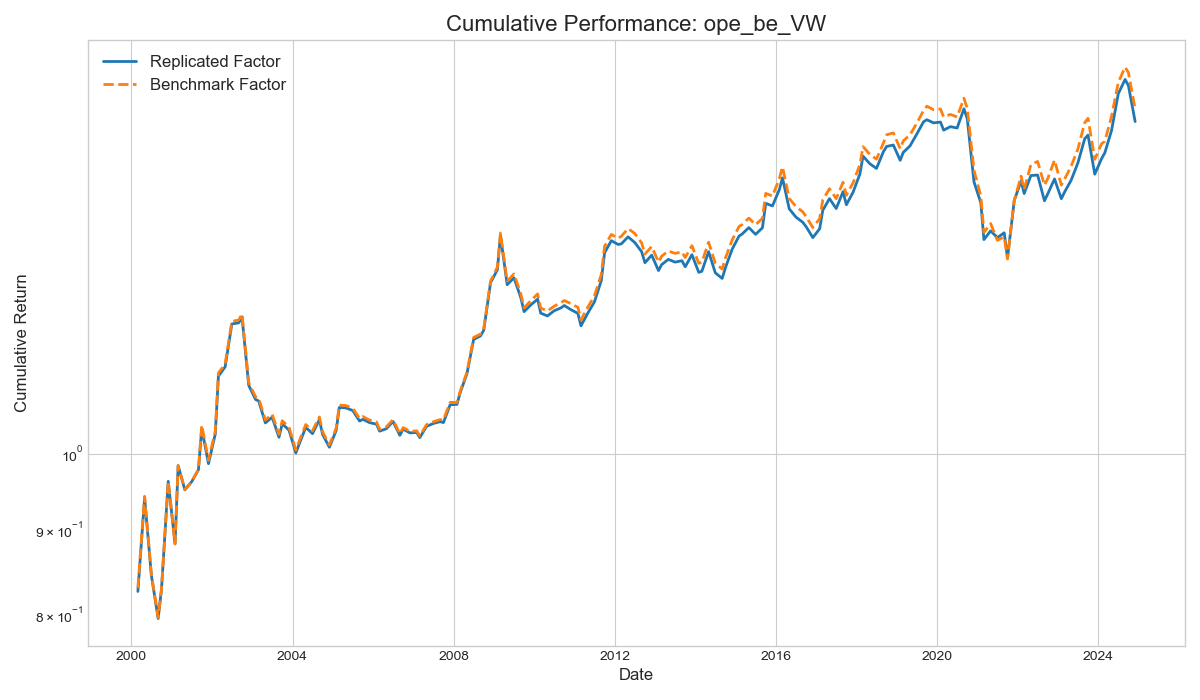 Cumulative Performance: ope_be_VW
Replicated Factor
Benchmark Factor
Cumulative Return
10⁰
9 × 10⁻¹
8 × 10⁻¹
2000 2004 2008 2012 2016 2020 2024
Date